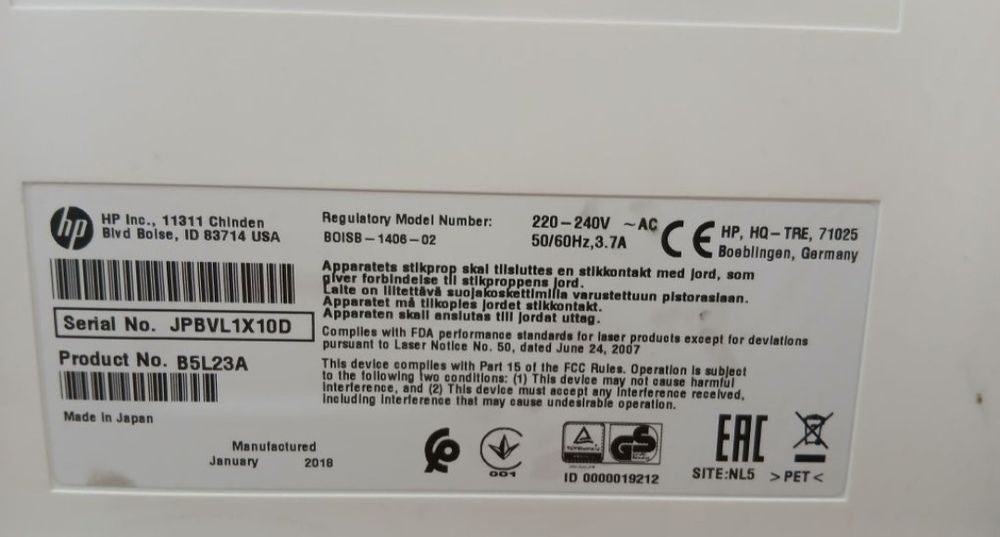 hp
HP Inc., 11311 Chinden
Blvd Boise, ID 83714 USA
Serial No. JPBVL1X10D
Product No. B5L23A
Made in Japan
Manufactured
January 2018
Regulatory Model Number:
BOISB-1406-02
220-240V ~AC
50/60Hz,3.7A
CE
HP, HQ-TRE, 71025
Boeblingen, Germany
Apparatets stikprop skal tilsluttes en stikkontakt med jord, som
giver forbindelse til stikproppens jord.
Laite on liitettävä suojakoskettimilla varustettuun pistorasiaan.
Apparatet må tilkoples jordet stikkontakt.
Apparaten skall anslutas till jordat uttag.
Complies with FDA performance standards for laser products except for deviations
pursuant to Laser Notice No. 50, dated June 24, 2007
This device complies with Part 15 of the FCC Rules. Operation is subject
to the following two conditions: (1) This device may not cause harmful
interference, and (2) This device must accept any interference received,
including interference that may cause undesirable operation.
001
GS
ID 0000019212
EAC
SITE:NL5 >PET<